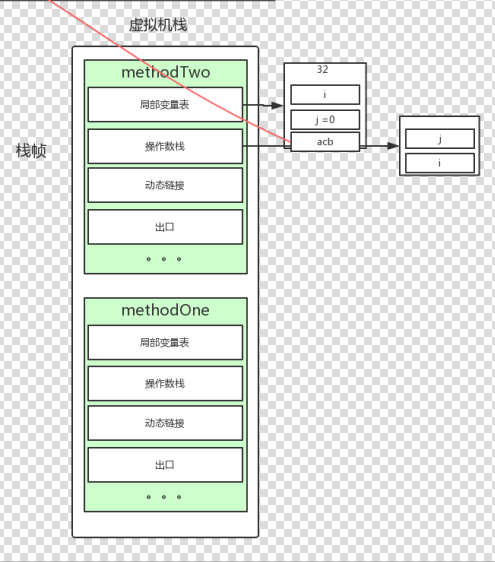 虚拟机栈
栈帧
methodTwo
局部变量表
操作数栈
动态链接
出口
。。。
32
i
j =0
acb
j
i
methodOne
局部变量表
操作数栈
动态链接
出口
。。。